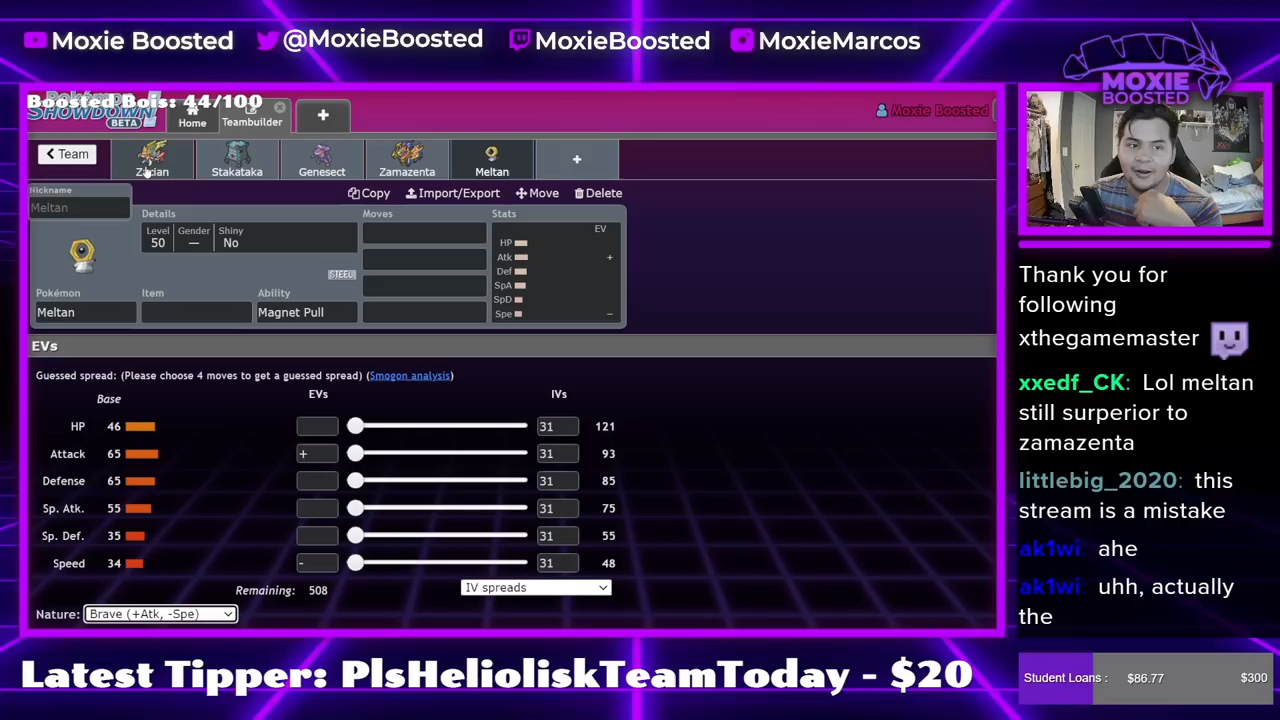 Moxie Boosted @MoxieBoosted MoxieBoosted MoxieMarcos
MOXIE
BOOSTED
Boosted Bois: 44/100
Pokémon
SHOWDOWN
BETA
Home
Teambuilder
+
Moxie Boosted
Team
Zacian
Stakataka
Genesect
Zamazenta
Meltan
+
Copy Import/Export Move Delete
Nickname
Meltan
Details
Level Gender Shiny
50 — No
STEEL
Pokémon Item Ability
Meltan Magnet Pull
Moves
Stats
EV
HP
Atk +
Def
SpA
SpD
Spe –
EVs
Guessed spread: (Please choose 4 moves to get a guessed spread) (Smogon analysis)
Base EVs IVs
HP 46 31 121
Attack 65 + 31 93
Defense 65 31 85
Sp. Atk. 55 31 75
Sp. Def. 35 31 55
Speed 34 - 31 48
Remaining: 508 IV spreads
Nature: Brave (+Atk, -Spe)
Thank you for
following
xthegamemaster
xxedf_CK: Lol meltan
still surperior to
zamazenta
littlebig_2020: this
stream is a mistake
ak1wi: ahe
ak1wi: uhh, actually
the
Latest Tipper: PlsHelioliskTeamToday - $20
Student Loans : $86.77 $300